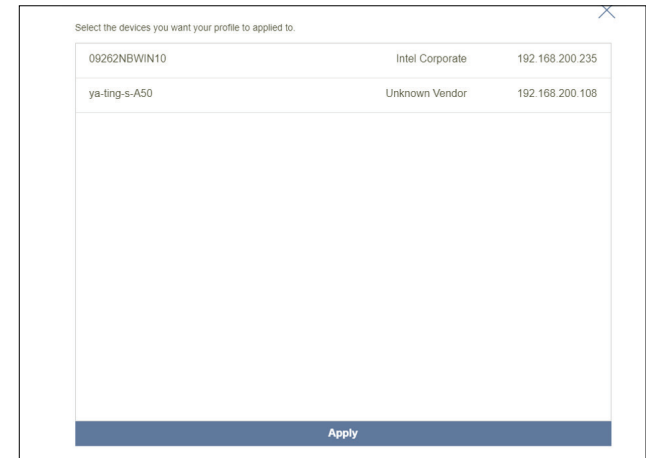 Select the devices you want your profile to applied to.
09262NBWIN10 Intel Corporate 192.168.200.235
ya-ting-s-A50 Unknown Vendor 192.168.200.108
Apply